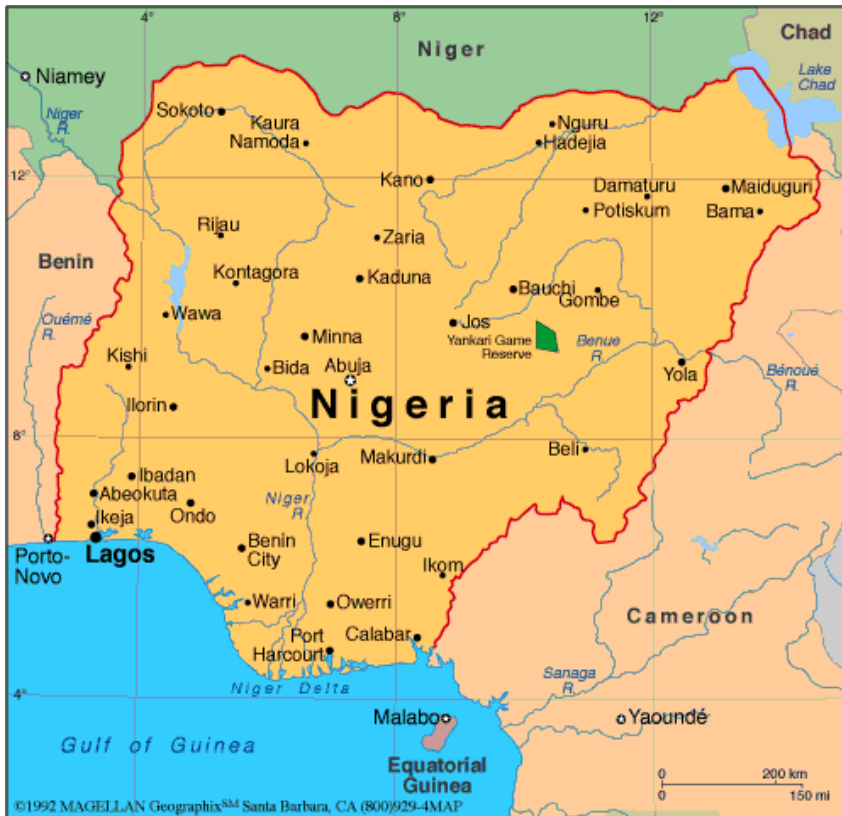 4°
8°
12°
Chad
Niger
Niamey
Lake
Chad
Niger
R.
Sokoto
Kaura
Namoda
Nguru
Hadejia
12°
Kano
Damaturu
Maiduguri
Potiskum
Bama
Rijau
Zaria
Benin
Kontagora
Kaduna
Bauchi
Gombe
Ouémé
R.
Wawa
Jos
Minna
Yankari Game
Reserve
Benue
R.
Kishi
Bida
Abuja
Yola
Bénoué
R.
Nigeria
Ilorin
8°
Beli
Lokoja
Makurdi
Ibadan
Abeokuta
Niger
R.
Ondo
Ikeja
Benin
City
Enugu
Lagos
Porto-
Novo
Ikom
Warri
Owerri
Cameroon
Port
Harcourt
Calabar
Sanaga
R.
Niger Delta
4°
Malabo
Yaoundé
Gulf of Guinea
Equatorial
Guinea
0 200 km
0 150 mi
©1992 MAGELLAN Geographix℠ Santa Barbara, CA (800)929-4MAP